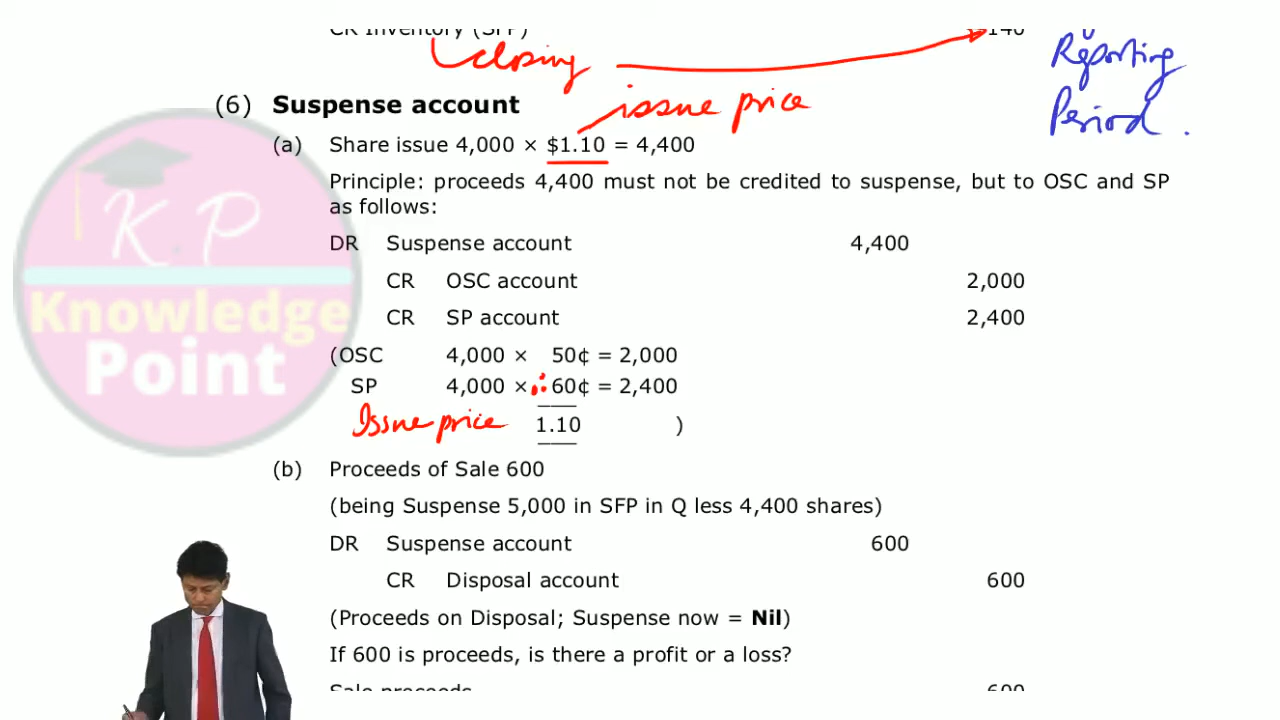 CR Inventory (SFP) $140
closing
Reporting
Period.
issue price
(6) Suspense account
(a) Share issue 4,000 × $1.10 = 4,400
Principle: proceeds 4,400 must not be credited to suspense, but to OSC and SP
as follows:
DR Suspense account 4,400
CR OSC account 2,000
CR SP account 2,400
(OSC 4,000 × 50¢ = 2,000
SP 4,000 × 60¢ = 2,400
Issue price 1.10 )
K.P
Knowledge
Point
(b) Proceeds of Sale 600
(being Suspense 5,000 in SFP in Q less 4,400 shares)
DR Suspense account 600
CR Disposal account 600
(Proceeds on Disposal; Suspense now = Nil)
If 600 is proceeds, is there a profit or a loss?
Sale proceeds 600